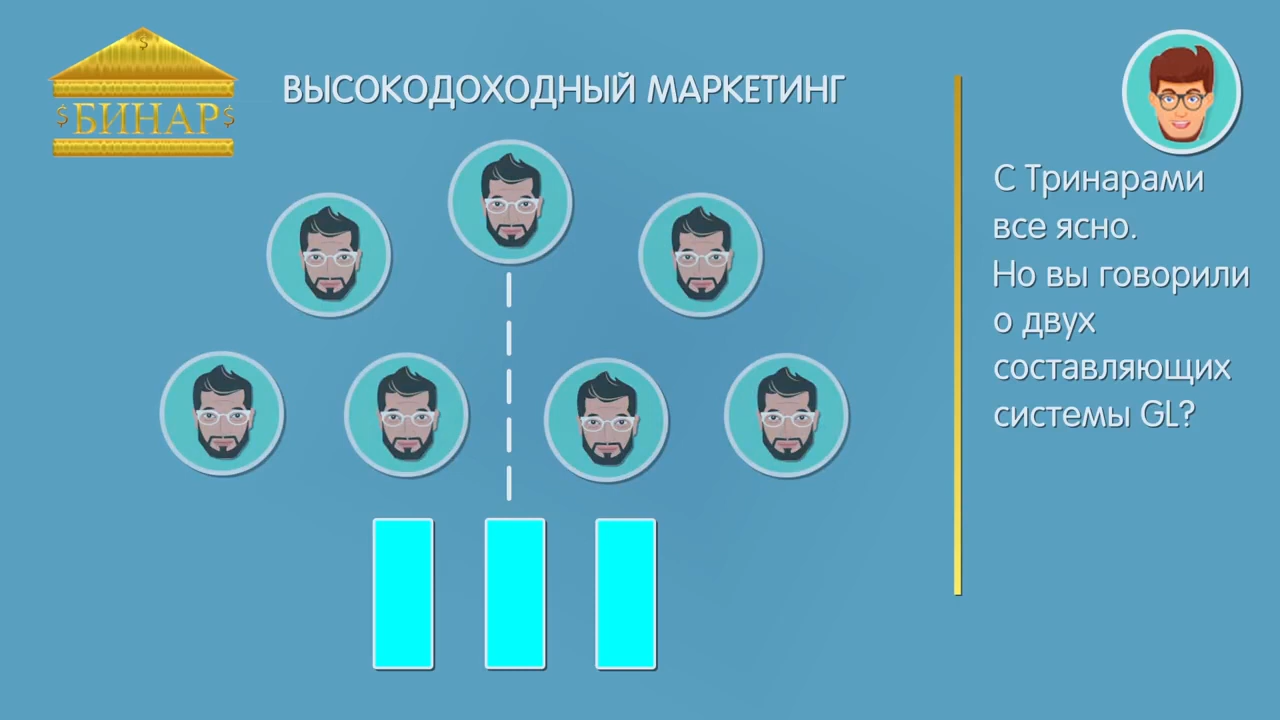 $
$БИНАР$
ВЫСОКОДОХОДНЫЙ МАРКЕТИНГ
С Тринарами
все ясно.
Но вы говорили
о двух
составляющих
системы GL?